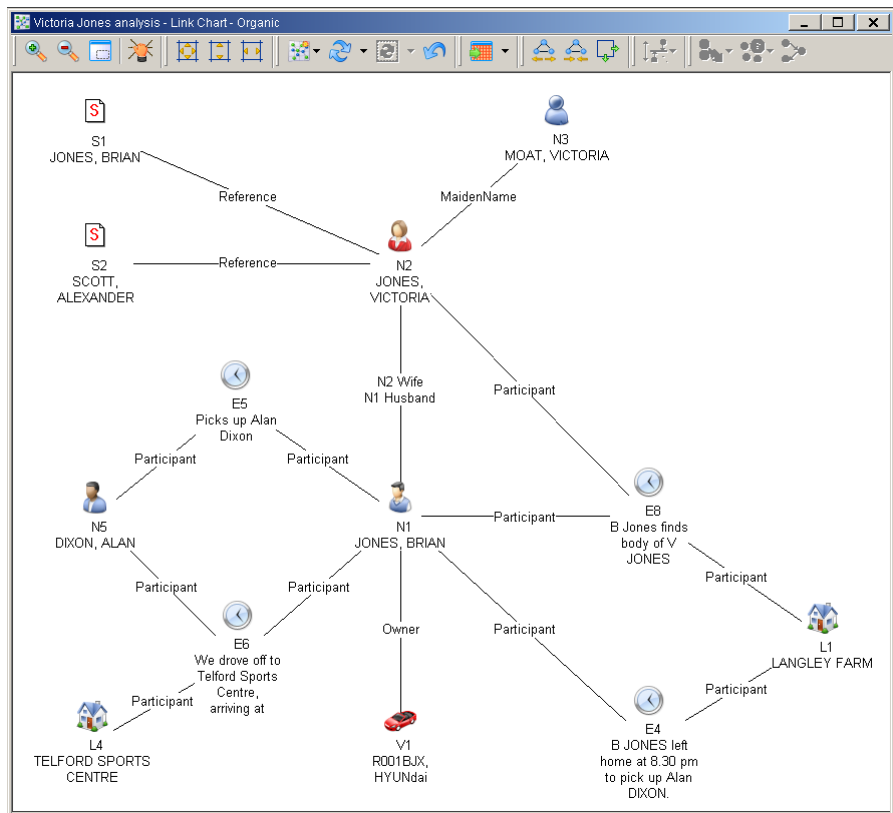 Victoria Jones analysis - Link Chart - Organic
S
S1
JONES, BRIAN
N3
MOAT, VICTORIA
Reference
MaidenName
S
S2
SCOTT,
ALEXANDER
Reference
N2
JONES,
VICTORIA
E5
Picks up Alan
Dixon
N2 Wife
N1 Husband
Participant
Participant
Participant
N5
DIXON, ALAN
N1
JONES, BRIAN
Participant
E8
B Jones finds
body of V
JONES
Participant
Participant
Participant
E6
We drove off to
Telford Sports
Centre,
arriving at
Owner
Participant
L1
LANGLEY FARM
Participant
Participant
L4
TELFORD SPORTS
CENTRE
V1
R001BJX,
HYUNdai
E4
B JONES left
home at 8.30 pm
to pick up Alan
DIXON.